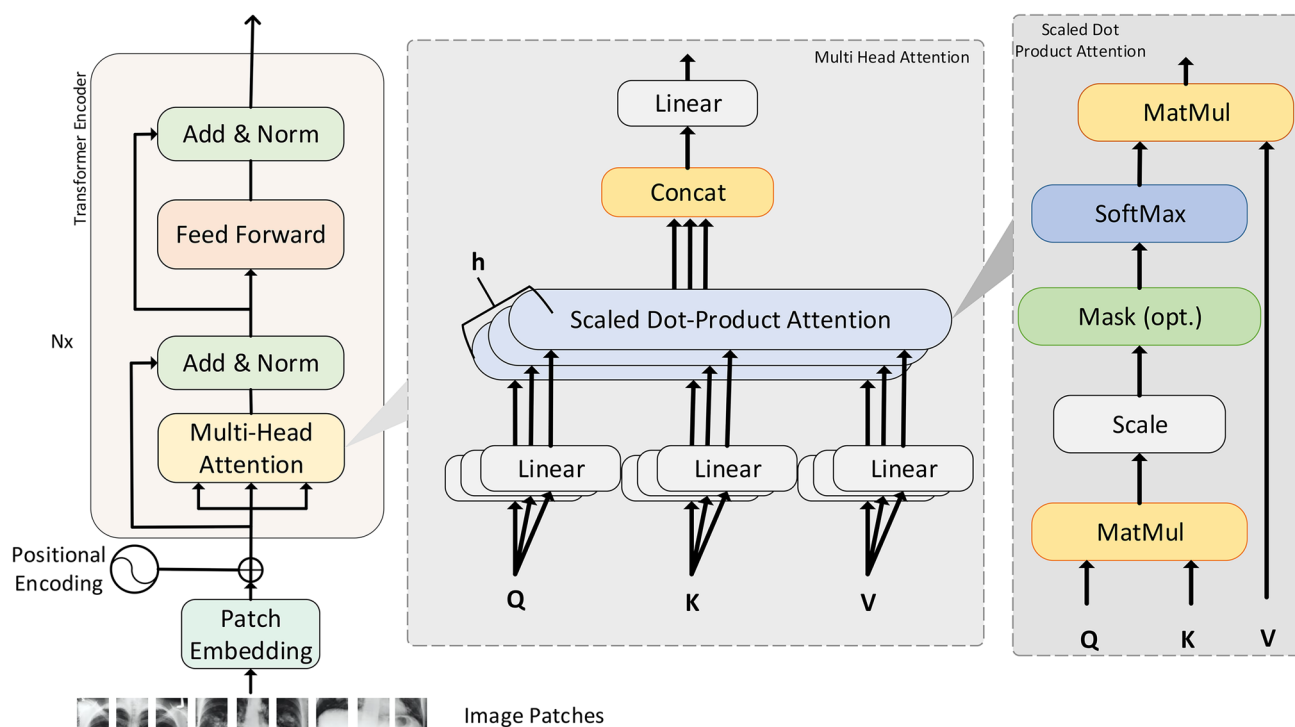 Transformer Encoder
Add & Norm
Feed Forward
Nx
Add & Norm
Multi-Head
Attention
Positional
Encoding
Patch
Embedding
Image Patches
Multi Head Attention
Linear
Concat
h
Scaled Dot-Product Attention
Linear
Linear
Linear
Q
K
V
Scaled Dot
Product Attention
MatMul
SoftMax
Mask (opt.)
Scale
MatMul
Q
K
V